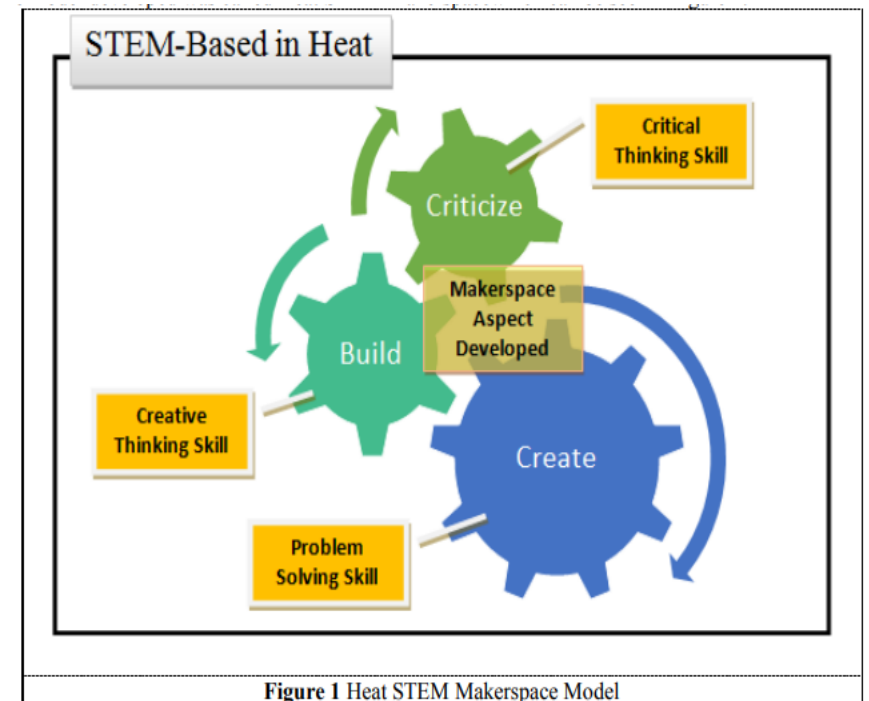 STEM-Based in Heat
Critical
Thinking Skill
Criticize
Makerspace
Aspect
Developed
Build
Creative
Thinking Skill
Create
Problem
Solving Skill
Figure 1 Heat STEM Makerspace Model